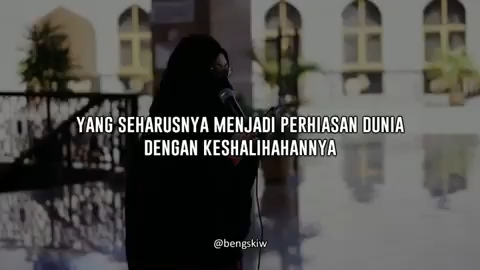 YANG SEHARUSNYA MENJADI PERHIASAN DUNIA
DENGAN KESHALIHAHANNYA
@bengskiw